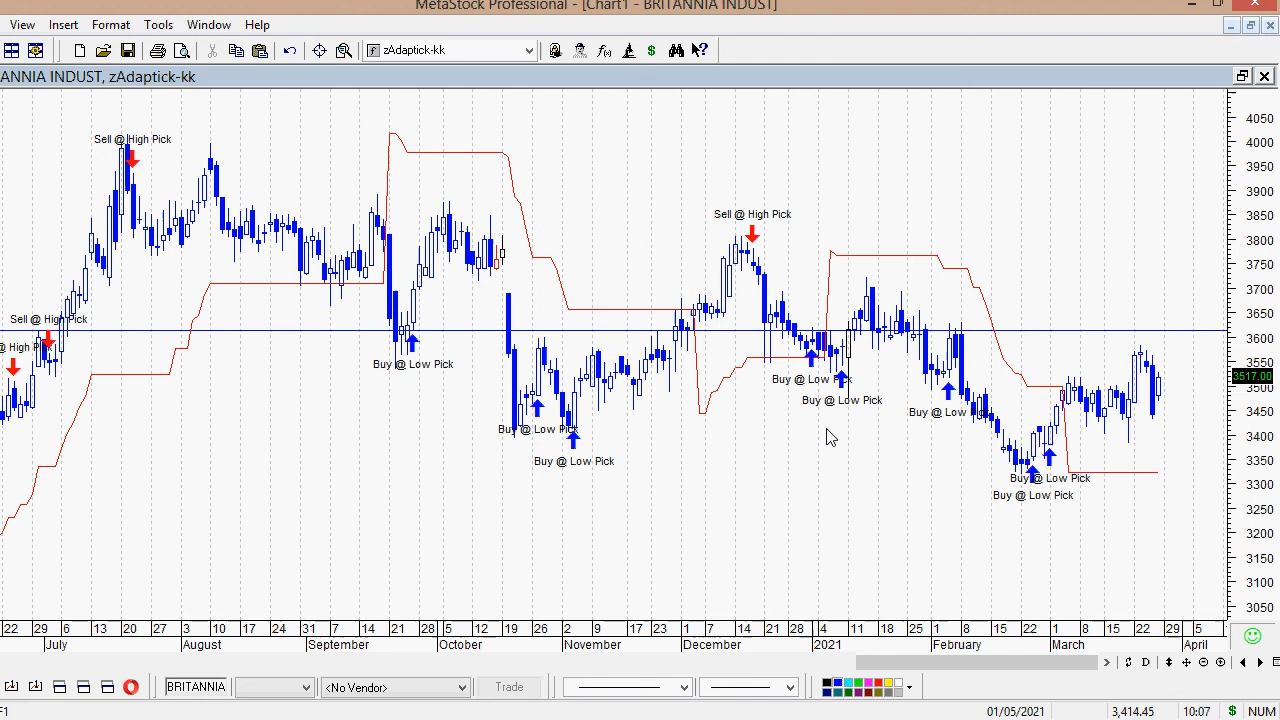 MetaStock Professional - [Chart1 - BRITANNIA INDUST]
View Insert Format Tools Window Help
zAdaptick-kk
ANNIA INDUST, zAdaptick-kk
4050
Sell @ High Pick
4000
3950
3900
Sell @ High Pick
3850
3800
3750
3700
Sell @ High Pick
3650
@ High Pick
3600
Buy @ Low Pick
3550
Buy @ Low Pick
3517.00
3500
Buy @ Low Pick
Buy @ Low Pick
3450
Buy @ Low Pick
3400
Buy @ Low Pick
3350
Buy @ Low Pick
3300
Buy @ Low Pick
3250
3200
3150
3100
3050
22 29 6 13 20 27 3 10 17 24 31 7 14 21 28 5 12 19 26 2 9 17 23 1 7 14 21 28 4 11 18 25 1 8 15 22 1 8 15 22 29 5
July August September October November December 2021 February March April
D
BRITANNIA <No Vendor> Trade
F1 01/05/2021 3,414.45 10:07 $ NUM